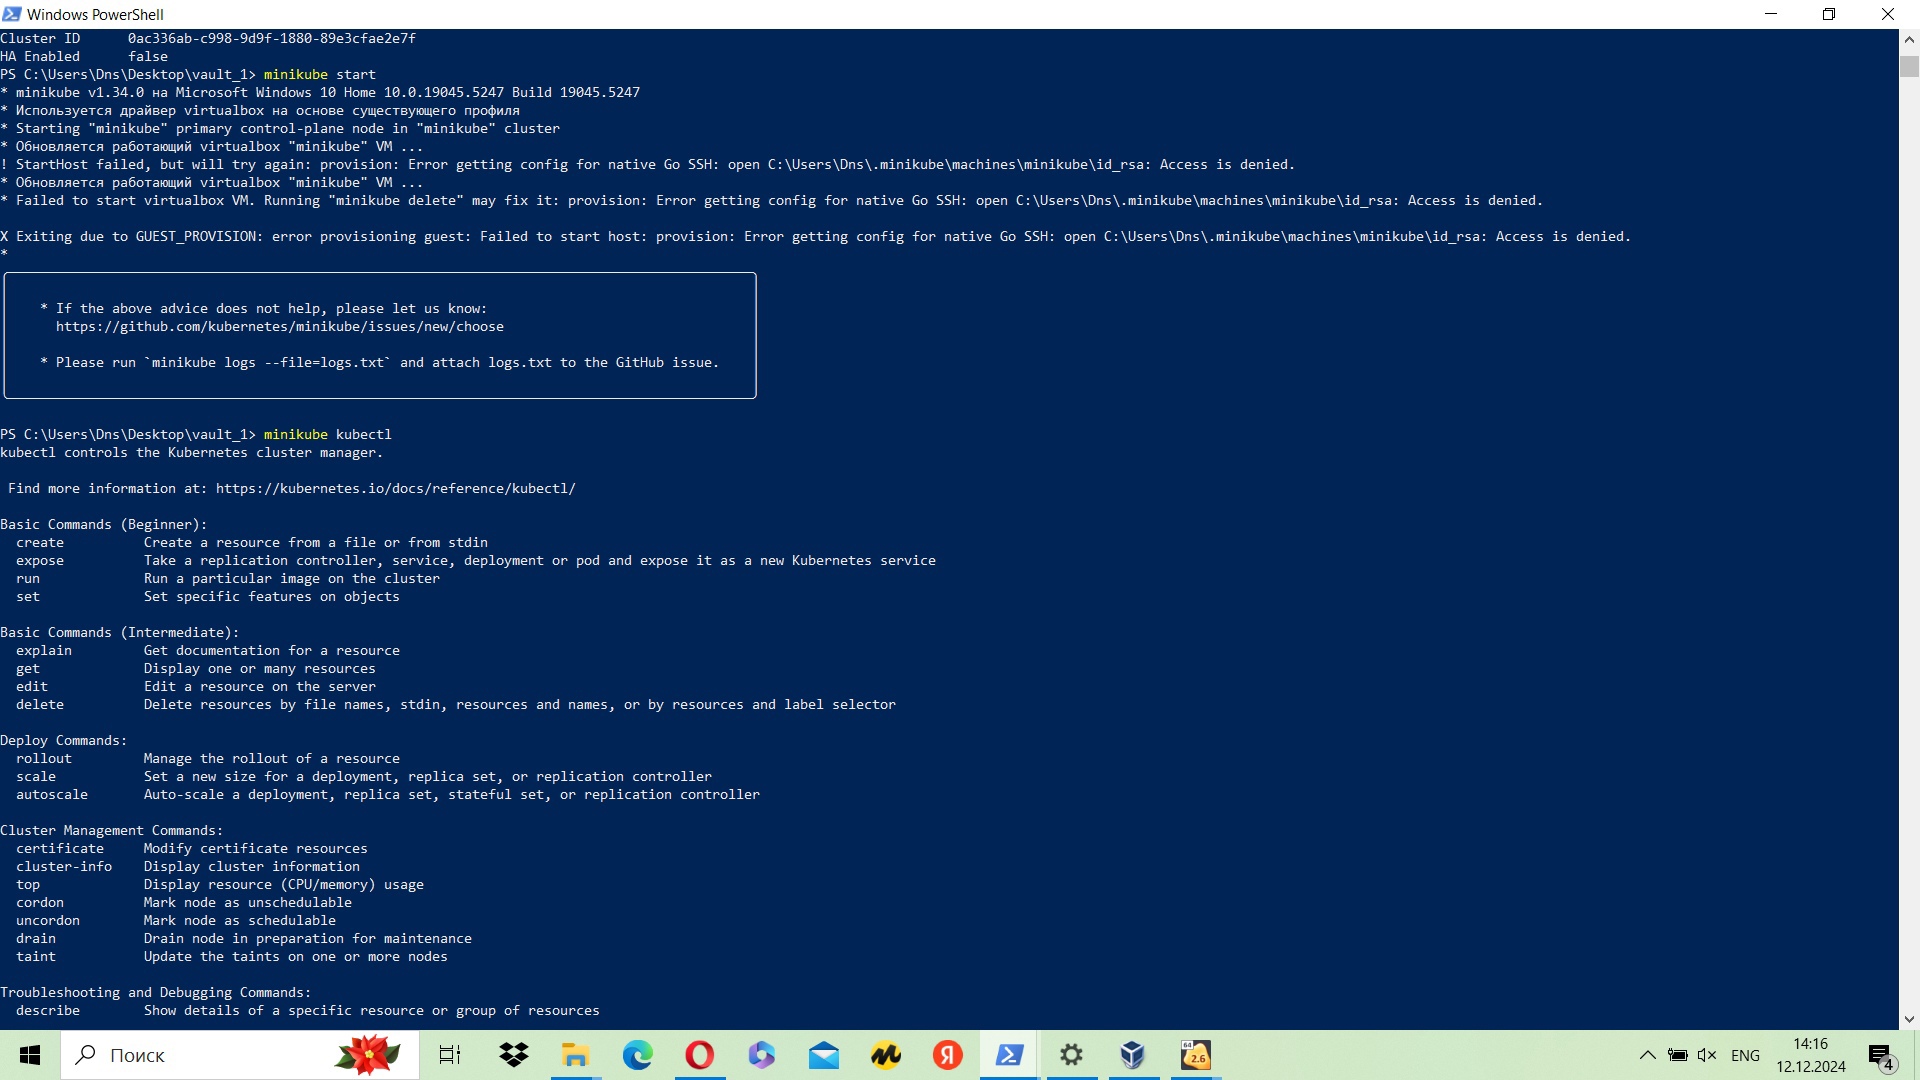 Windows PowerShell
Cluster ID      0ac336ab-c998-9d9f-1880-89e3cfae2e7f
HA Enabled      false
PS C:\Users\Dns\Desktop\vault_1> minikube start
* minikube v1.34.0 на Microsoft Windows 10 Home 10.0.19045.5247 Build 19045.5247
* Используется драйвер virtualbox на основе существующего профиля
* Starting "minikube" primary control-plane node in "minikube" cluster
* Обновляется работающий virtualbox "minikube" VM ...
! StartHost failed, but will try again: provision: Error getting config for native Go SSH: open C:\Users\Dns\.minikube\machines\minikube\id_rsa: Access is denied.
* Обновляется работающий virtualbox "minikube" VM ...
* Failed to start virtualbox VM. Running "minikube delete" may fix it: provision: Error getting config for native Go SSH: open C:\Users\Dns\.minikube\machines\minikube\id_rsa: Access is denied.
X Exiting due to GUEST_PROVISION: error provisioning guest: Failed to start host: provision: Error getting config for native Go SSH: open C:\Users\Dns\.minikube\machines\minikube\id_rsa: Access is denied.
*
* If the above advice does not help, please let us know:
https://github.com/kubernetes/minikube/issues/new/choose
* Please run `minikube logs --file=logs.txt` and attach logs.txt to the GitHub issue.
PS C:\Users\Dns\Desktop\vault_1> minikube kubectl
kubectl controls the Kubernetes cluster manager.
Find more information at: https://kubernetes.io/docs/reference/kubectl/
Basic Commands (Beginner):
create          Create a resource from a file or from stdin
expose          Take a replication controller, service, deployment or pod and expose it as a new Kubernetes service
run             Run a particular image on the cluster
set             Set specific features on objects
Basic Commands (Intermediate):
explain         Get documentation for a resource
get             Display one or many resources
edit            Edit a resource on the server
delete          Delete resources by file names, stdin, resources and names, or by resources and label selector
Deploy Commands:
rollout         Manage the rollout of a resource
scale           Set a new size for a deployment, replica set, or replication controller
autoscale       Auto-scale a deployment, replica set, stateful set, or replication controller
Cluster Management Commands:
certificate     Modify certificate resources
cluster-info    Display cluster information
top             Display resource (CPU/memory) usage
cordon          Mark node as unschedulable
uncordon        Mark node as schedulable
drain           Drain node in preparation for maintenance
taint           Update the taints on one or more nodes
Troubleshooting and Debugging Commands:
describe        Show details of a specific resource or group of resources
Поиск
Я
64
2.6
ENG
14:16
12.12.2024
4